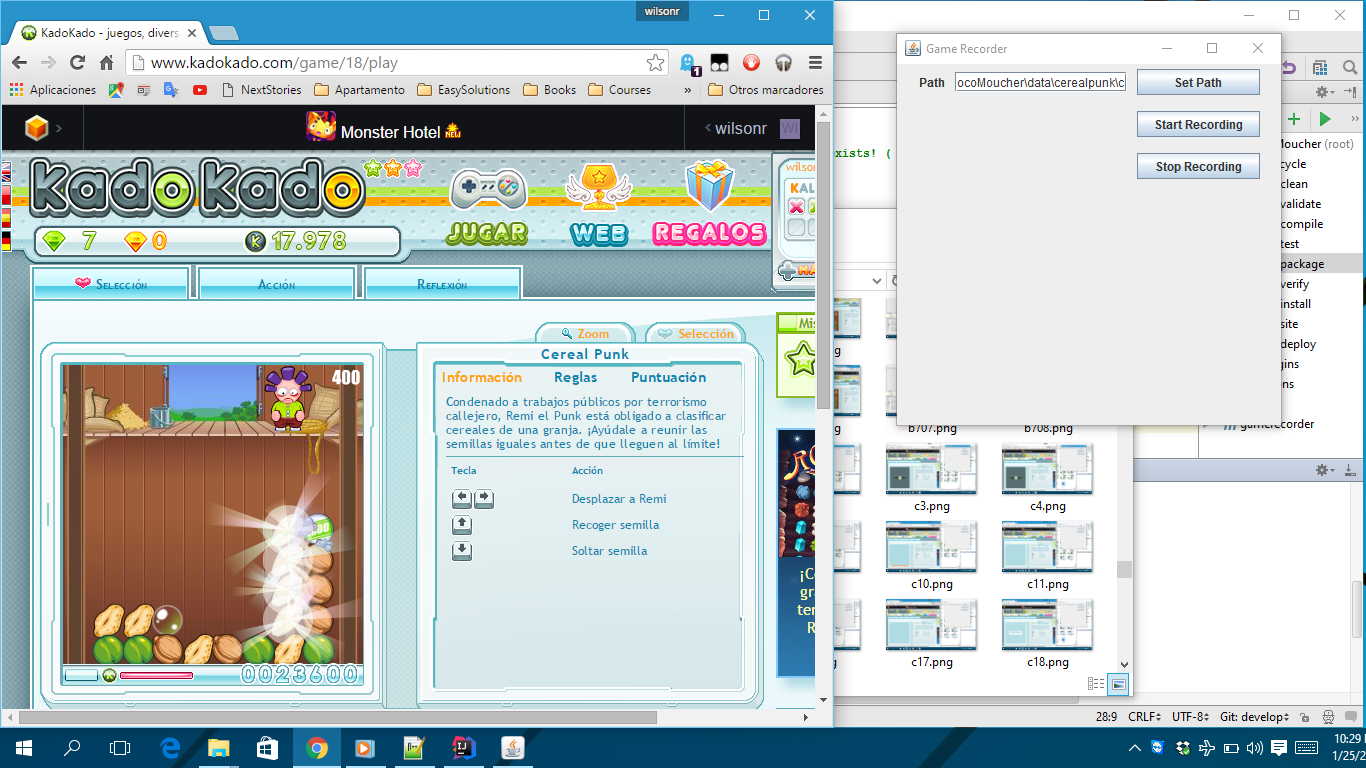 wilsonr
KadoKado - juegos, divers
www.kadokado.com/game/18/play
1
Aplicaciones
NextStories
Apartamento
EasySolutions
Books
Courses
»
Otros marcadores
Monster Hotel NEW
wilsonr
WI
KadoKado
JUGAR
WEB
REGALOS
7
0
K 17.978
Selección
Acción
Reflexión
Zoom
Selección
Cereal Punk
Información
Reglas
Puntuación
Condenado a trabajos públicos por terrorismo
callejero, Remi el Punk está obligado a clasificar
cereales de una granja. ¡Ayúdale a reunir las
semillas iguales antes de que lleguen al límite!
Tecla
Acción
Desplazar a Remi
Recoger semilla
Soltar semilla
400
0023600
Game Recorder
Path
ocoMoucher\data\cerealpunk\c
Set Path
Start Recording
Stop Recording
xists! (
Moucher (root)
cycle
clean
validate
compile
test
package
verify
install
site
deploy
gins
ns
gamerecorder
b707.png
b708.png
c3.png
c4.png
c10.png
c11.png
c17.png
c18.png
28:9
CRLF
UTF-8
Git: develop
10:29
1/25/2